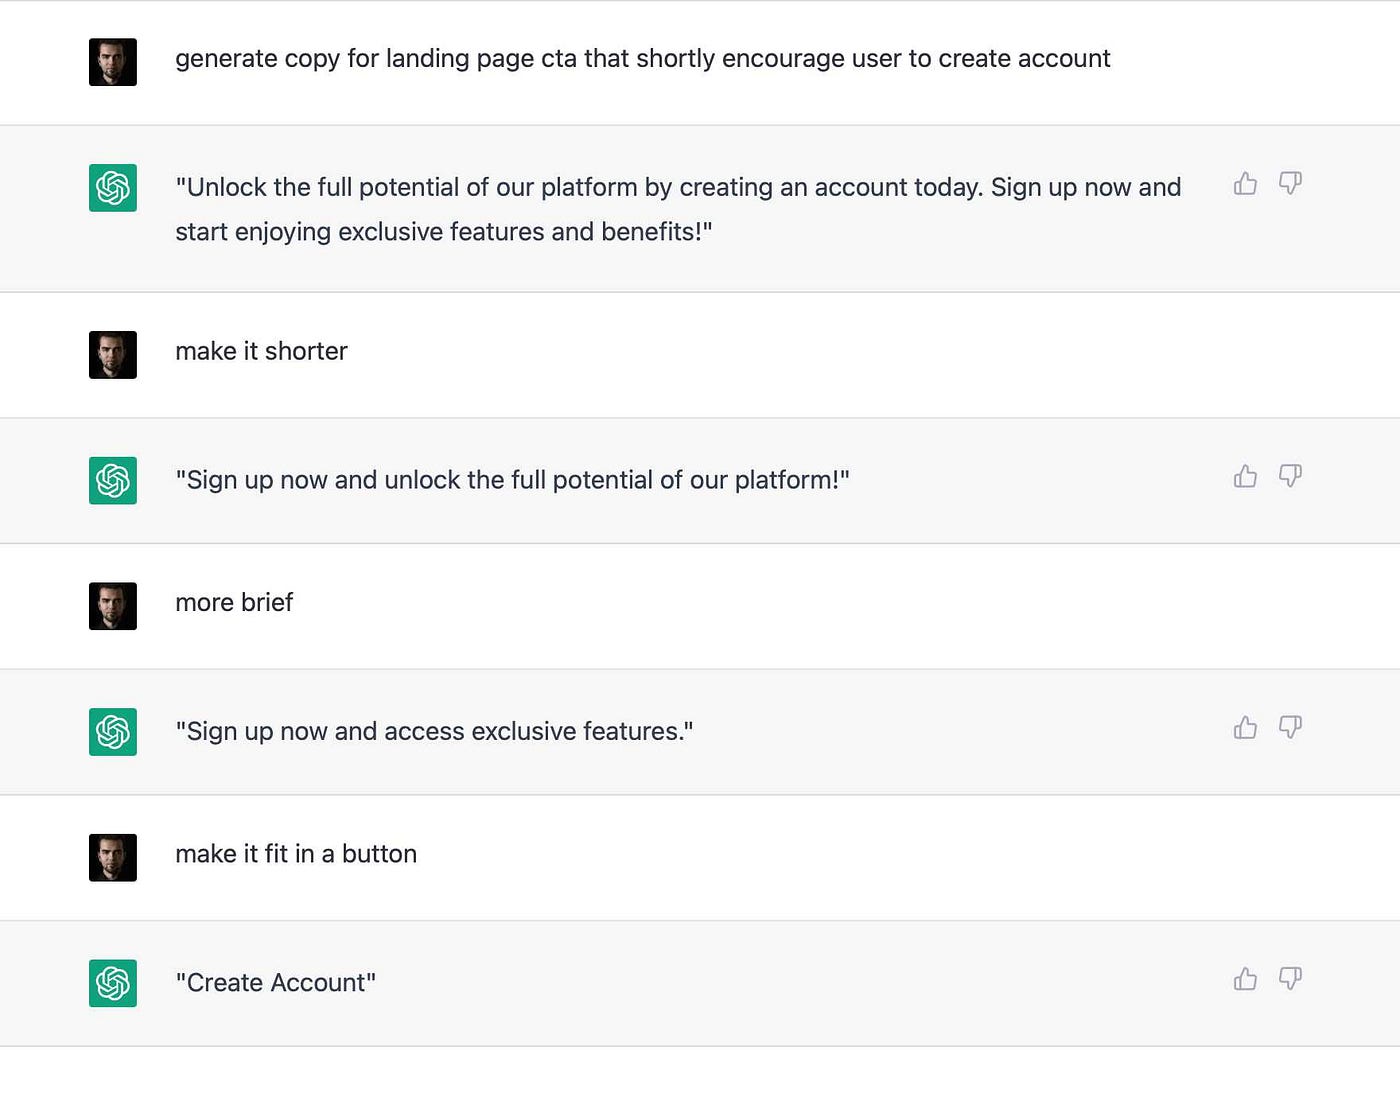 generate copy for landing page cta that shortly encourage user to create account
"Unlock the full potential of our platform by creating an account today. Sign up now and
start enjoying exclusive features and benefits!"
make it shorter
"Sign up now and unlock the full potential of our platform!"
more brief
"Sign up now and access exclusive features."
make it fit in a button
"Create Account"